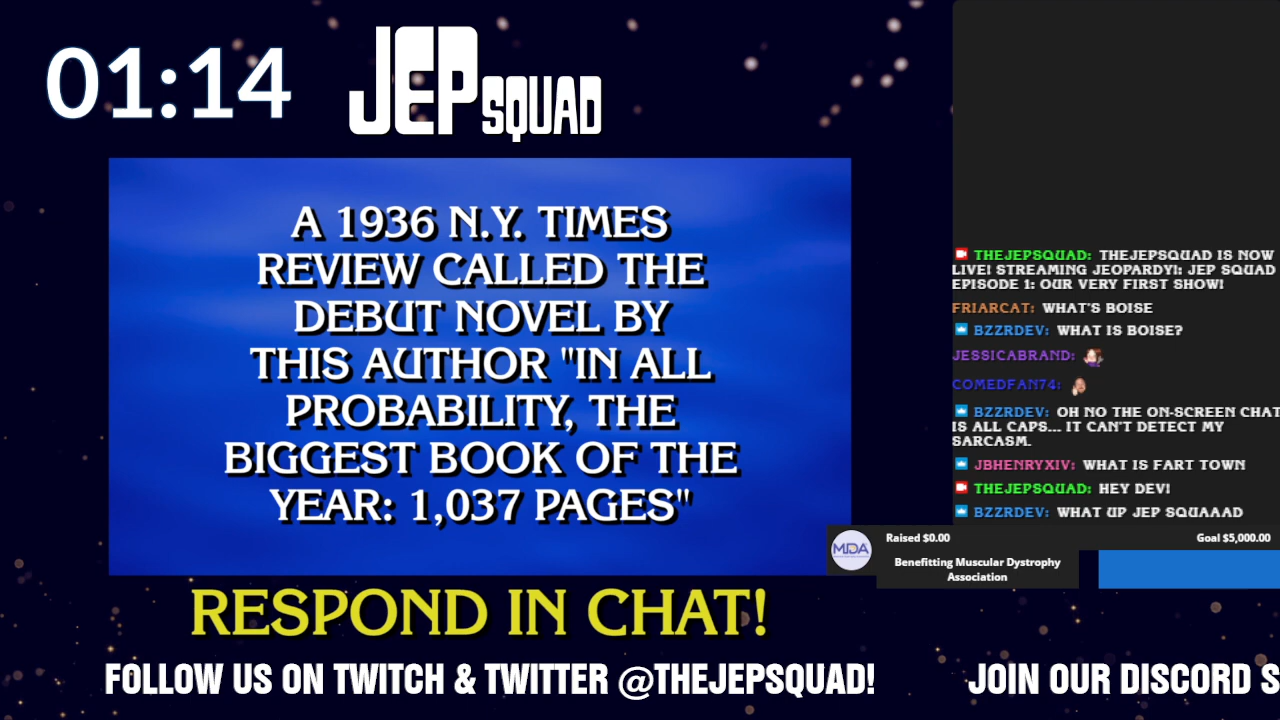 01:14
JEP SQUAD
A 1936 N.Y. TIMES
REVIEW CALLED THE
DEBUT NOVEL BY
THIS AUTHOR "IN ALL
PROBABILITY, THE
BIGGEST BOOK OF THE
YEAR: 1,037 PAGES"
RESPOND IN CHAT!
FOLLOW US ON TWITCH & TWITTER @THEJEPSQUAD!
JOIN OUR DISCORD S
THEJEPSQUAD: THEJEPSQUAD IS NOW
LIVE! STREAMING JEOPARDY!: JEP SQUAD
EPISODE 1: OUR VERY FIRST SHOW!
FRIARCAT: WHAT'S BOISE
BZZRDEV: WHAT IS BOISE?
JESSICABRAND:
COMEDFAN74:
BZZRDEV: OH NO THE ON-SCREEN CHAT
IS ALL CAPS... IT CAN'T DETECT MY
SARCASM.
JBHENRYXIV: WHAT IS FART TOWN
THEJEPSQUAD: HEY DEV!
BZZRDEV: WHAT UP JEP SQUAAAD
MDA
Raised $0.00
Goal $5,000.00
Benefitting Muscular Dystrophy
Association